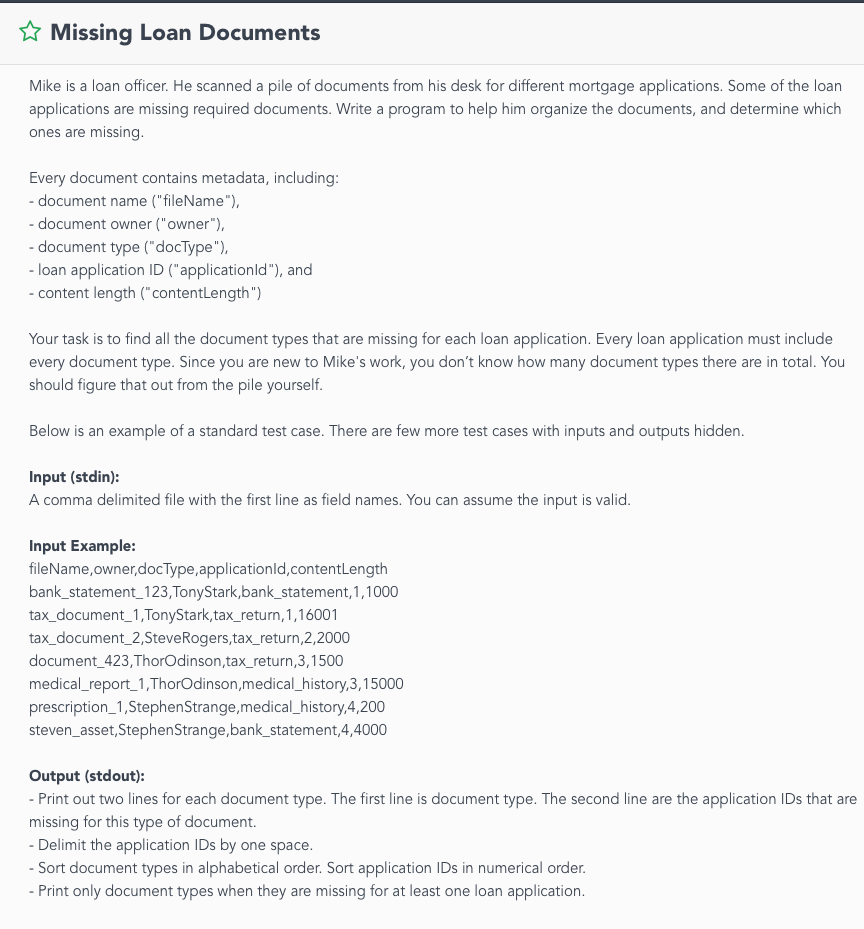 Missing Loan Documents
Mike is a loan officer. He scanned a pile of documents from his desk for different mortgage applications. Some of the loan
applications are missing required documents. Write a program to help him organize the documents, and determine which
ones are missing.
Every document contains metadata, including:
- document name ("fileName"),
- document owner ("owner"),
- document type ("docType"),
- loan application ID ("applicationId"), and
- content length ("contentLength")
Your task is to find all the document types that are missing for each loan application. Every loan application must include
every document type. Since you are new to Mike's work, you don’t know how many document types there are in total. You
should figure that out from the pile yourself.
Below is an example of a standard test case. There are few more test cases with inputs and outputs hidden.
Input (stdin):
A comma delimited file with the first line as field names. You can assume the input is valid.
Input Example:
fileName,owner,docType,applicationId,contentLength
bank_statement_123,TonyStark,bank_statement,1,1000
tax_document_1,TonyStark,tax_return,1,16001
tax_document_2,SteveRogers,tax_return,2,2000
document_423,ThorOdinson,tax_return,3,1500
medical_report_1,ThorOdinson,medical_history,3,15000
prescription_1,StephenStrange,medical_history,4,200
steven_asset,StephenStrange,bank_statement,4,4000
Output (stdout):
- Print out two lines for each document type. The first line is document type. The second line are the application IDs that are
missing for this type of document.
- Delimit the application IDs by one space.
- Sort document types in alphabetical order. Sort application IDs in numerical order.
- Print only document types when they are missing for at least one loan application.